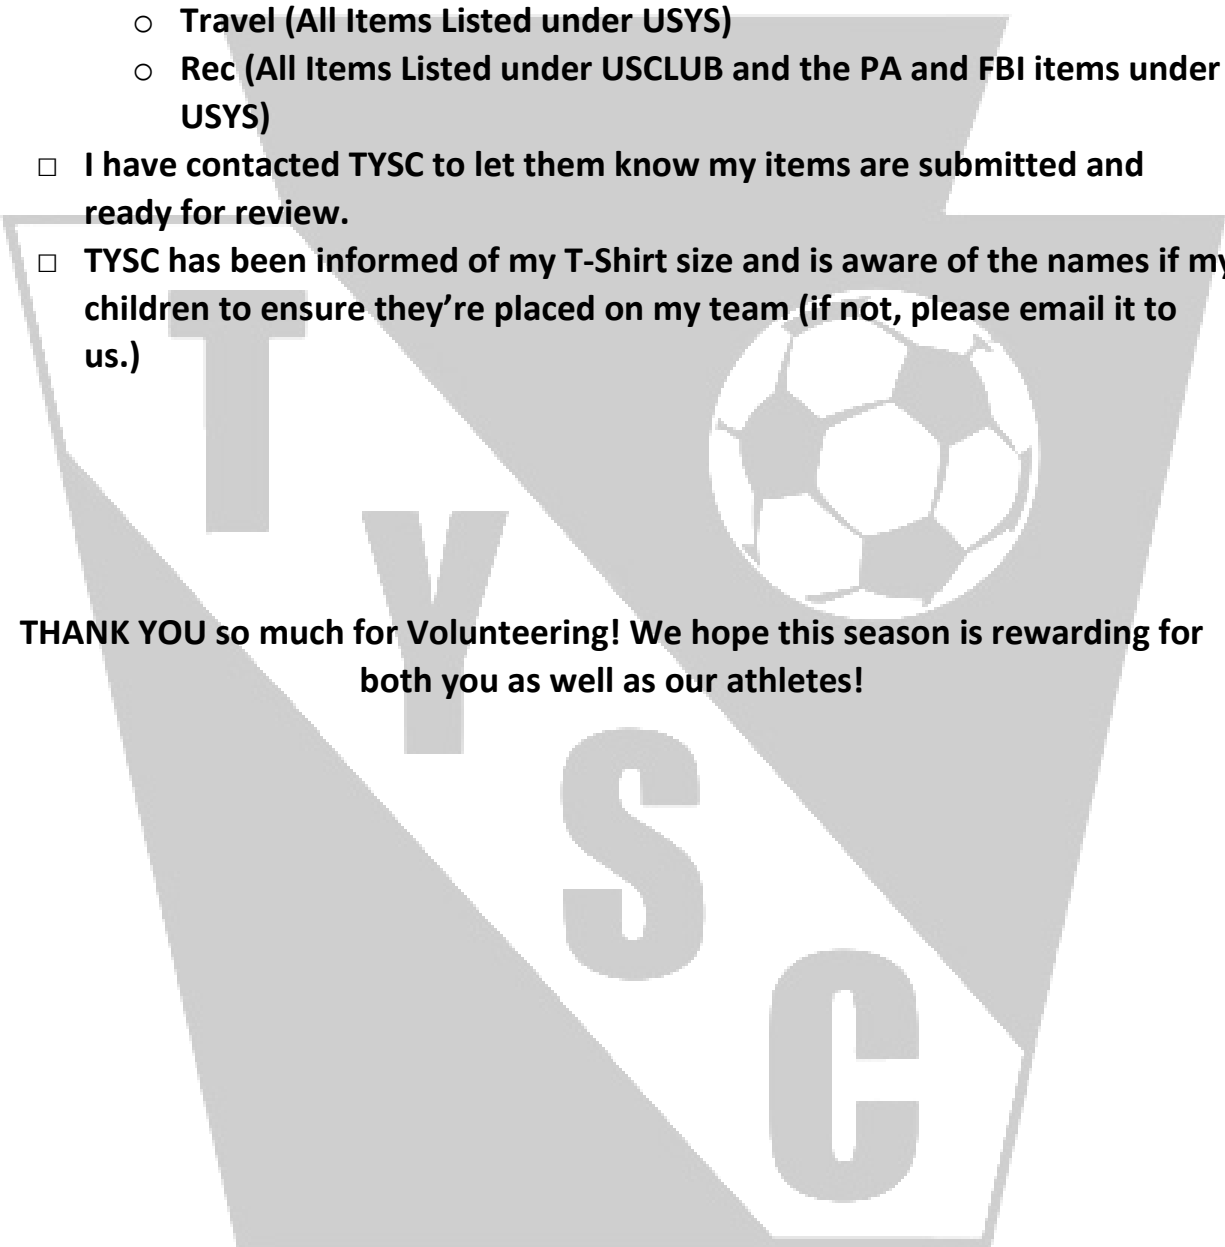 ○ Travel (All Items Listed under USYS)
○ Rec (All Items Listed under USCLUB and the PA and FBI items under
USYS)
□ I have contacted TYSC to let them know my items are submitted and
ready for review.
□ TYSC has been informed of my T-Shirt size and is aware of the names if my
children to ensure they’re placed on my team (if not, please email it to
us.)
THANK YOU so much for Volunteering! We hope this season is rewarding for
both you as well as our athletes!
T
Y
S
C